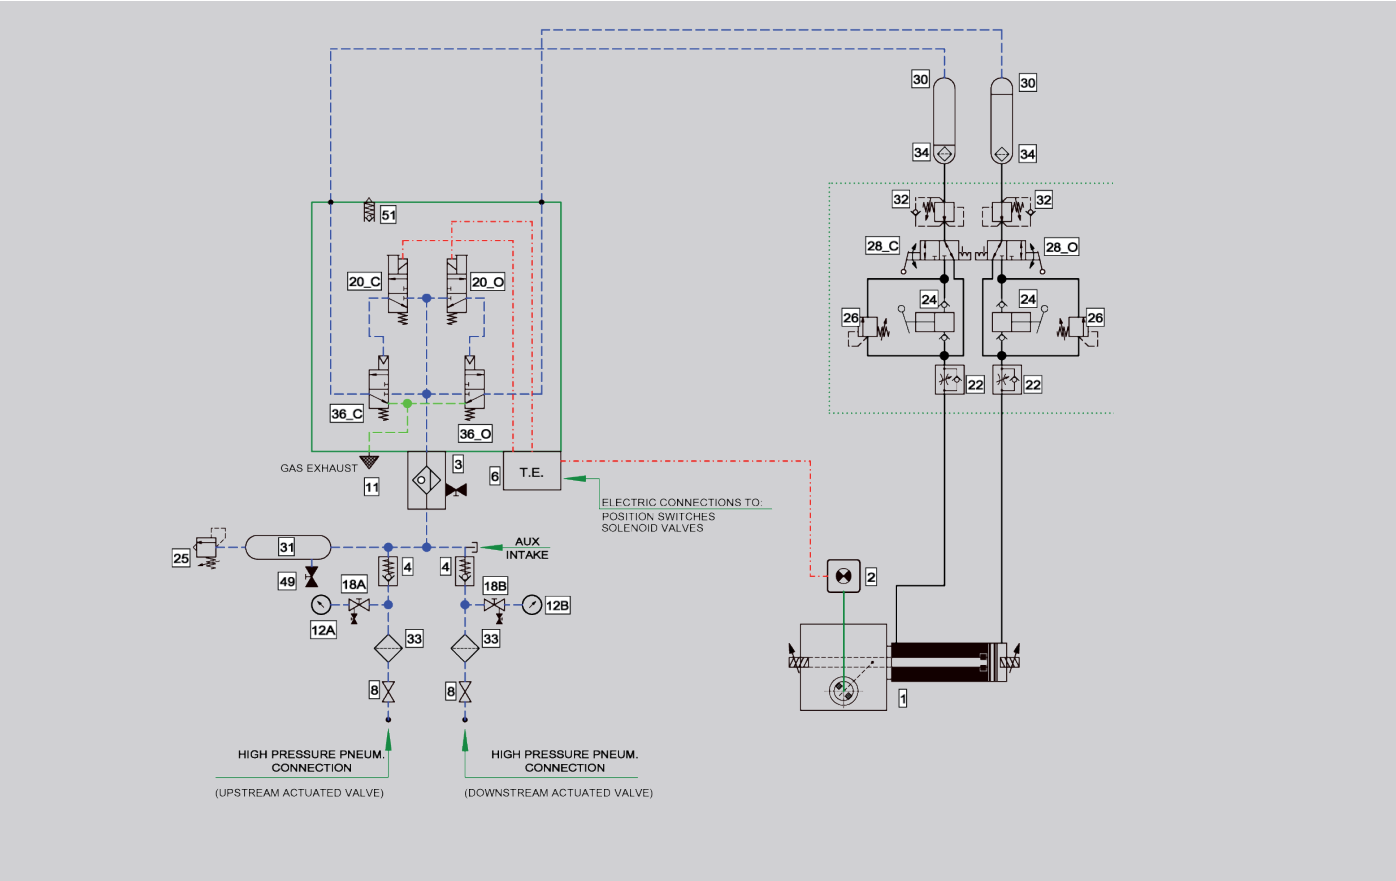 30
30
34
34
32
32
51
28_C
28_O
20_C
20_O
24
24
26
26
22
22
36_C
36_O
GAS EXHAUST
3
6
T.E.
11
ELECTRIC CONNECTIONS TO:
POSITION SWITCHES
SOLENOID VALVES
25
31
AUX
INTAKE
4
4
49
18A
18B
2
12A
12B
33
33
8
8
1
HIGH PRESSURE PNEUM.
CONNECTION
(UPSTREAM ACTUATED VALVE)
HIGH PRESSURE PNEUM.
CONNECTION
(DOWNSTREAM ACTUATED VALVE)